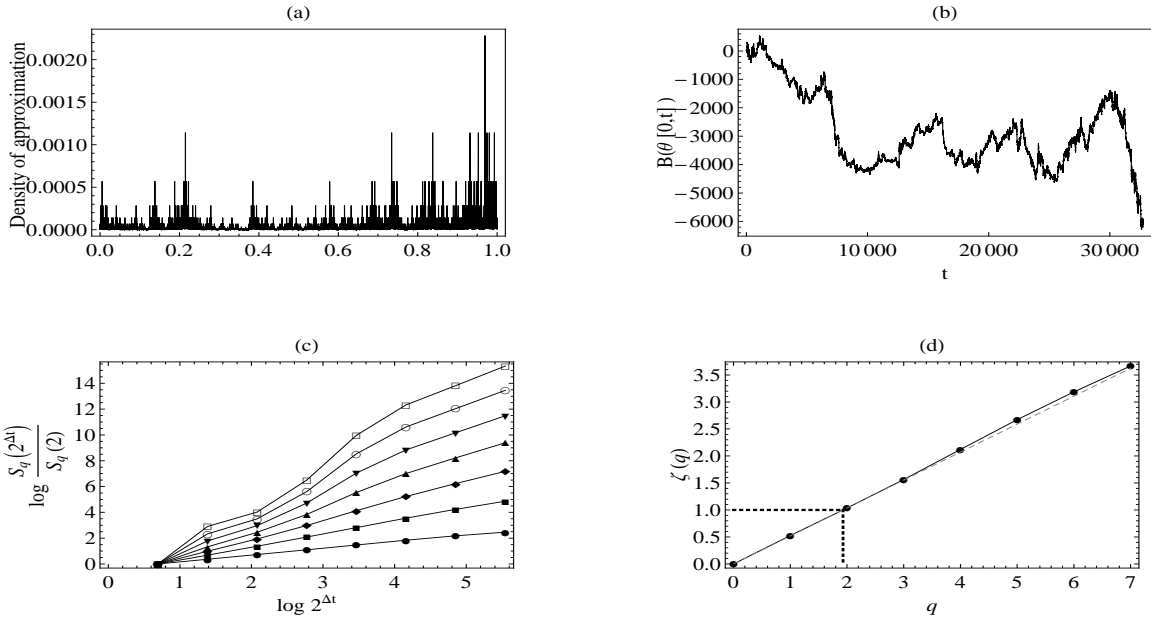 (a)
Density of approximation
0.0020
0.0015
0.0010
0.0005
0.0000
0.0 0.2 0.4 0.6 0.8 1.0
(b)
B(θ [0,t])
0
−1000
−2000
−3000
−4000
−5000
−6000
0 10 000 20 000 30 000
t
(c)
log S_q(2^Δt) / S_q(2)
14
12
10
8
6
4
2
0
0 1 2 3 4 5
log 2^Δt
(d)
ζ(q)
3.5
3.0
2.5
2.0
1.5
1.0
0.5
0.0
0 1 2 3 4 5 6 7
q